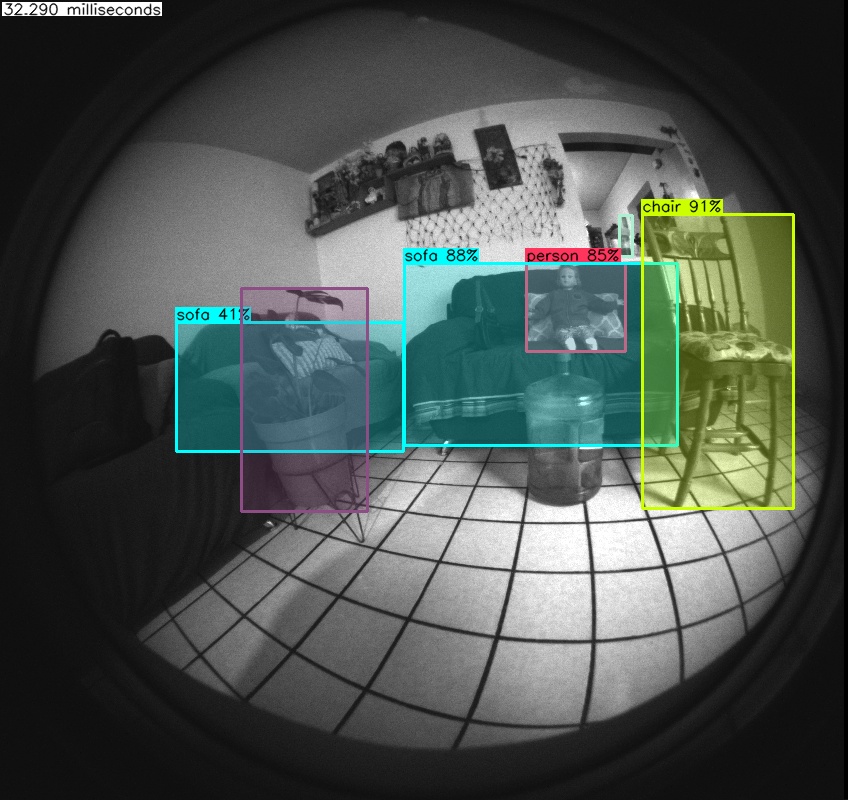 32.290 milliseconds
chair 91%
sofa 88%
person 85%
sofa 41%